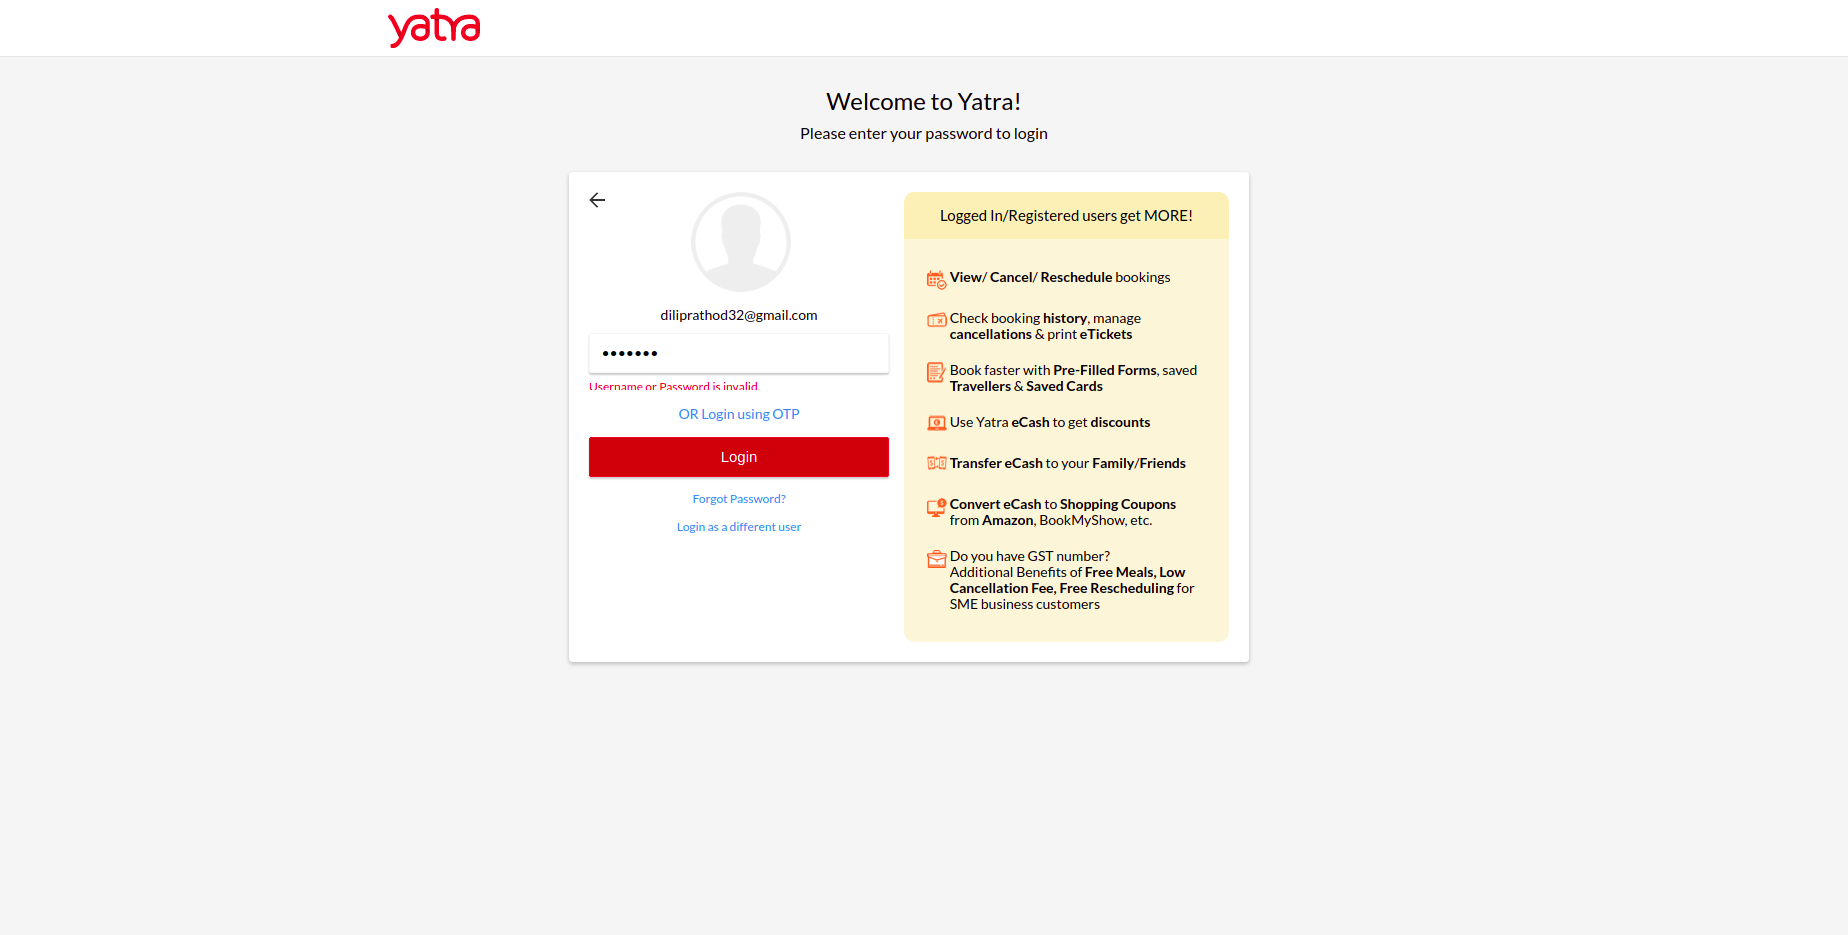 yatra
Welcome to Yatra!
Please enter your password to login
diliprathod32@gmail.com
•••••••
Username or Password is invalid.
OR Login using OTP
Login
Forgot Password?
Login as a different user
Logged In/Registered users get MORE!
View/ Cancel/ Reschedule bookings
Check booking history, manage
cancellations & print eTickets
Book faster with Pre-Filled Forms, saved
Travellers & Saved Cards
Use Yatra eCash to get discounts
Transfer eCash to your Family/Friends
Convert eCash to Shopping Coupons
from Amazon, BookMyShow, etc.
Do you have GST number?
Additional Benefits of Free Meals, Low
Cancellation Fee, Free Rescheduling for
SME business customers